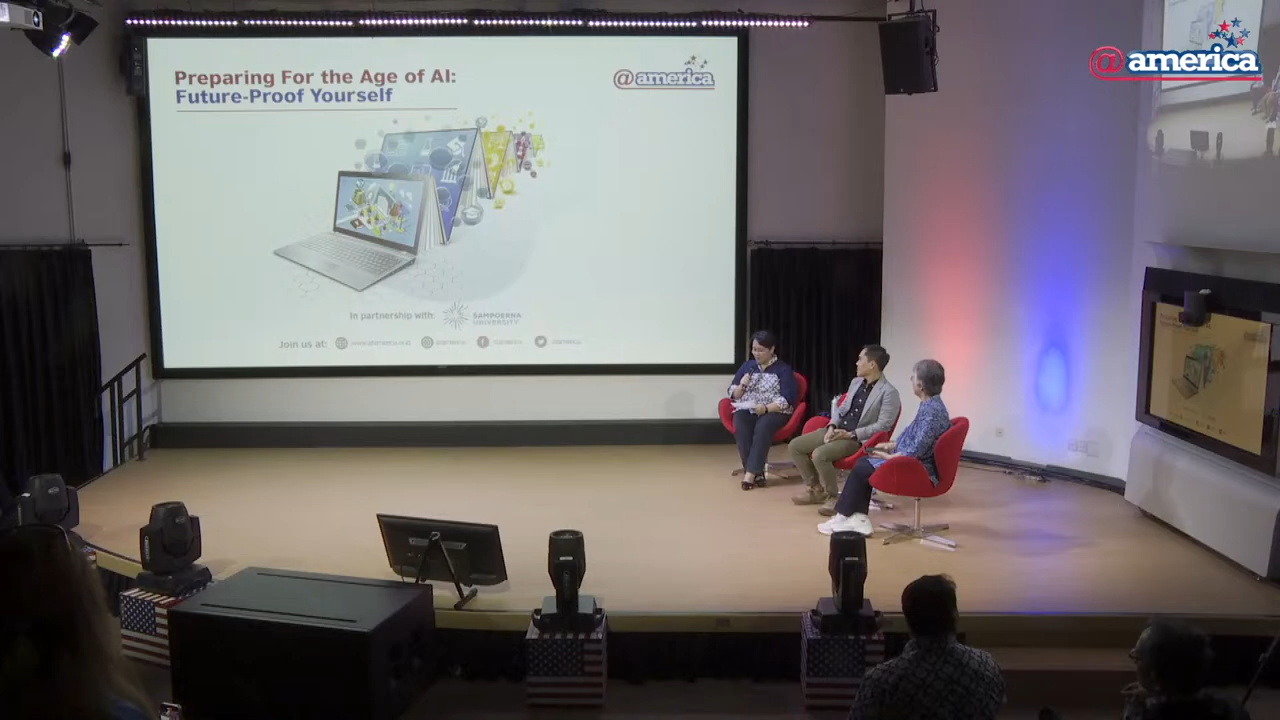 @america
Preparing For the Age of AI:
Future-Proof Yourself
@america
In partnership with:
SAMPOERNA
UNIVERSITY
Join us at: